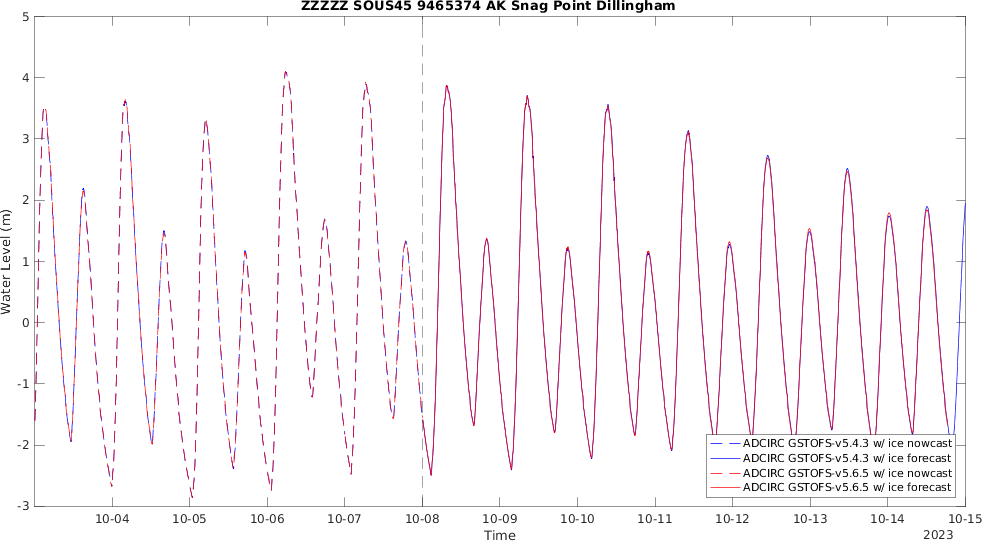 ZZZZZ SOUS45 9465374 AK Snag Point Dillingham
Water Level (m)
5
4
3
2
1
0
-1
-2
-3
ADCIRC GSTOFS-v5.4.3 w/ ice nowcast
ADCIRC GSTOFS-v5.4.3 w/ ice forecast
ADCIRC GSTOFS-v5.6.5 w/ ice nowcast
ADCIRC GSTOFS-v5.6.5 w/ ice forecast
10-04 10-05 10-06 10-07 10-08 10-09 10-10 10-11 10-12 10-13 10-14 10-15
Time
2023